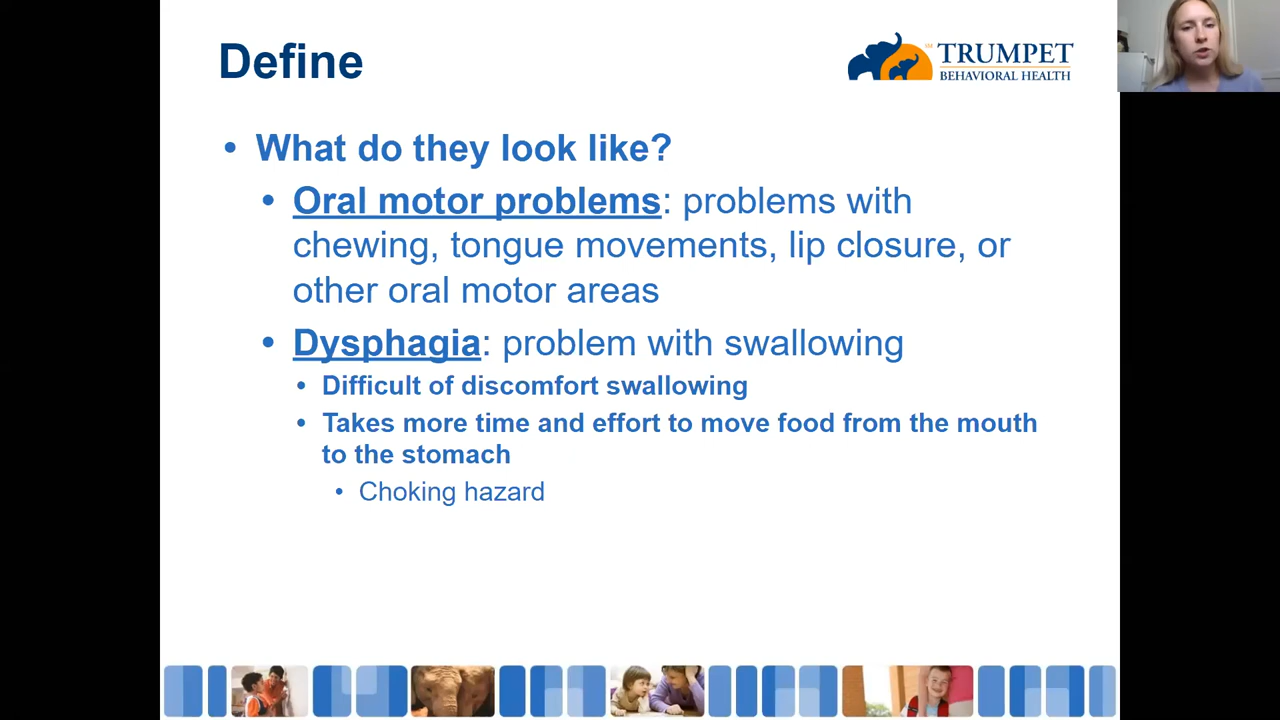 Define
TRUMPET
BEHAVIORAL HEALTH
• What do they look like?
• Oral motor problems: problems with
chewing, tongue movements, lip closure, or
other oral motor areas
• Dysphagia: problem with swallowing
• Difficult of discomfort swallowing
• Takes more time and effort to move food from the mouth
to the stomach
• Choking hazard